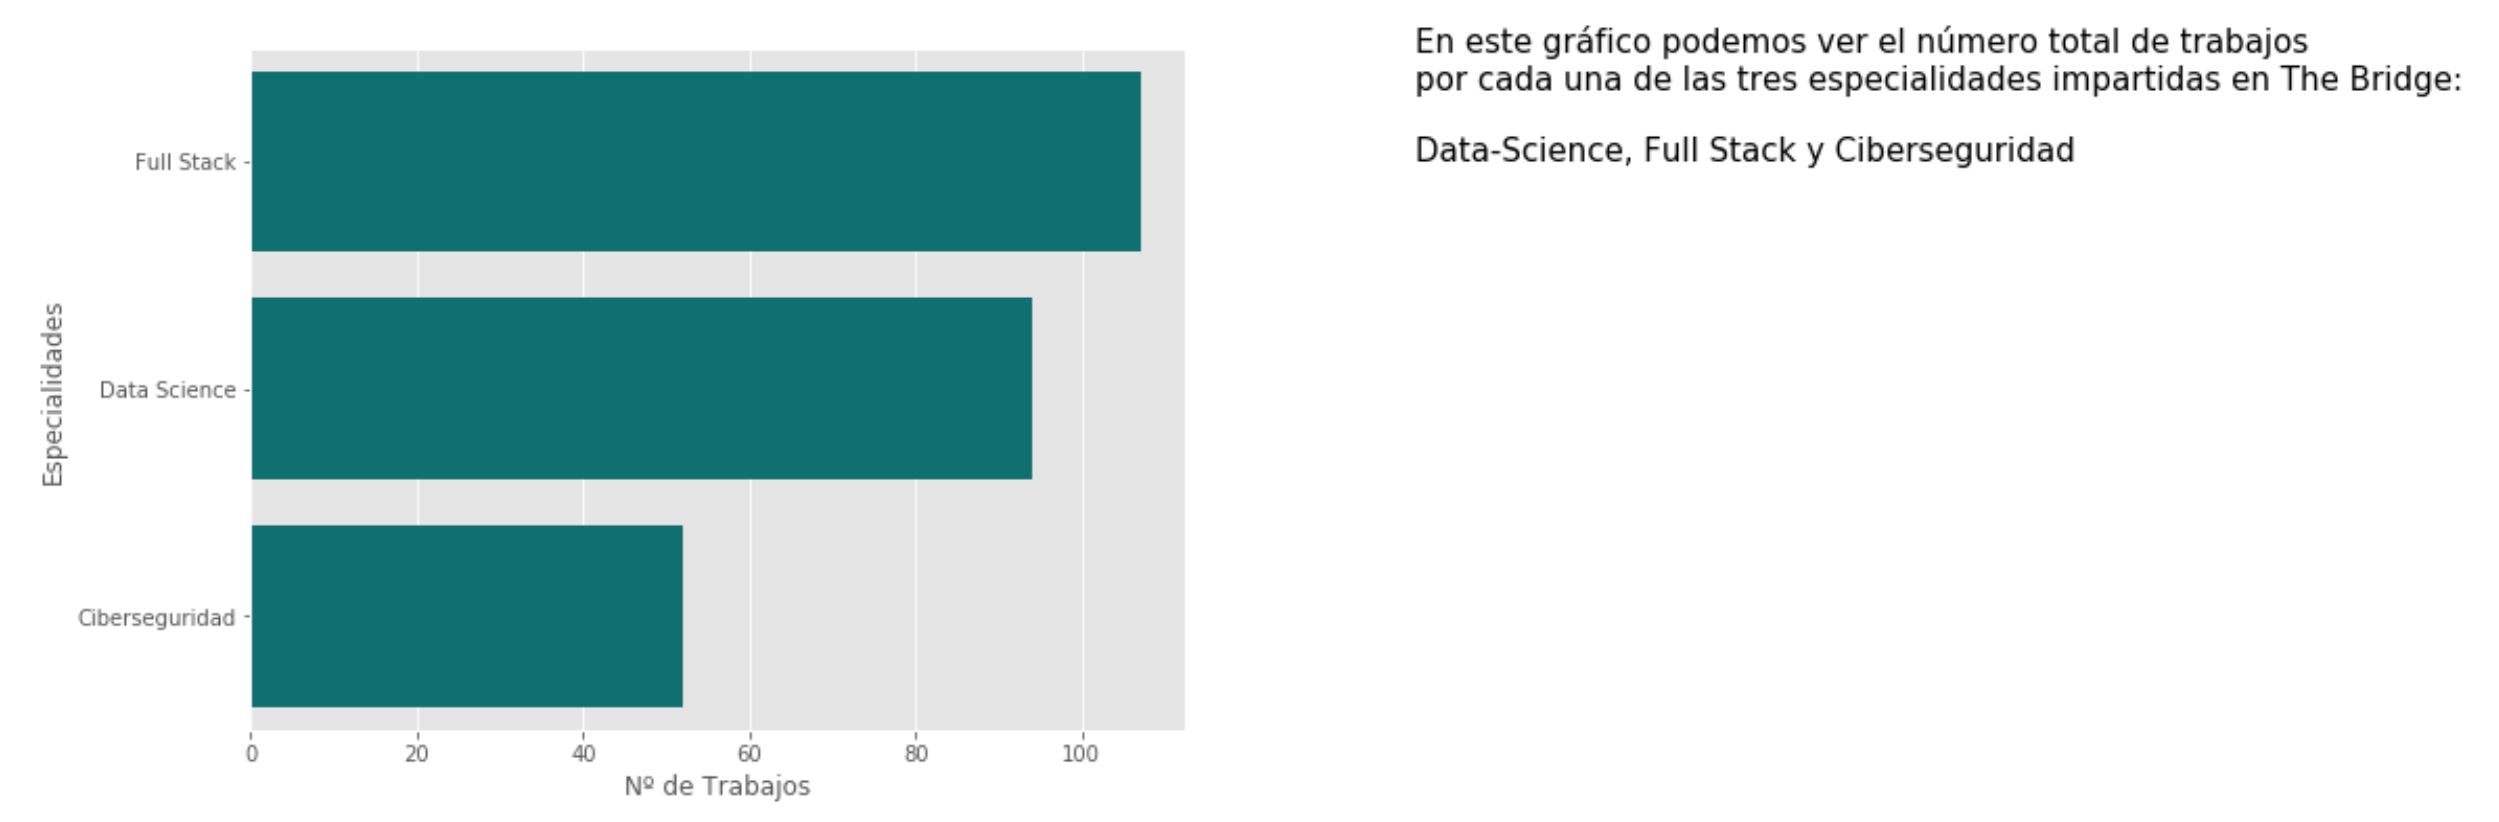 En este gráfico podemos ver el número total de trabajos
por cada una de las tres especialidades impartidas en The Bridge:
Data-Science, Full Stack y Ciberseguridad
Especialidades
Full Stack
Data Science
Ciberseguridad
0 20 40 60 80 100
Nº de Trabajos